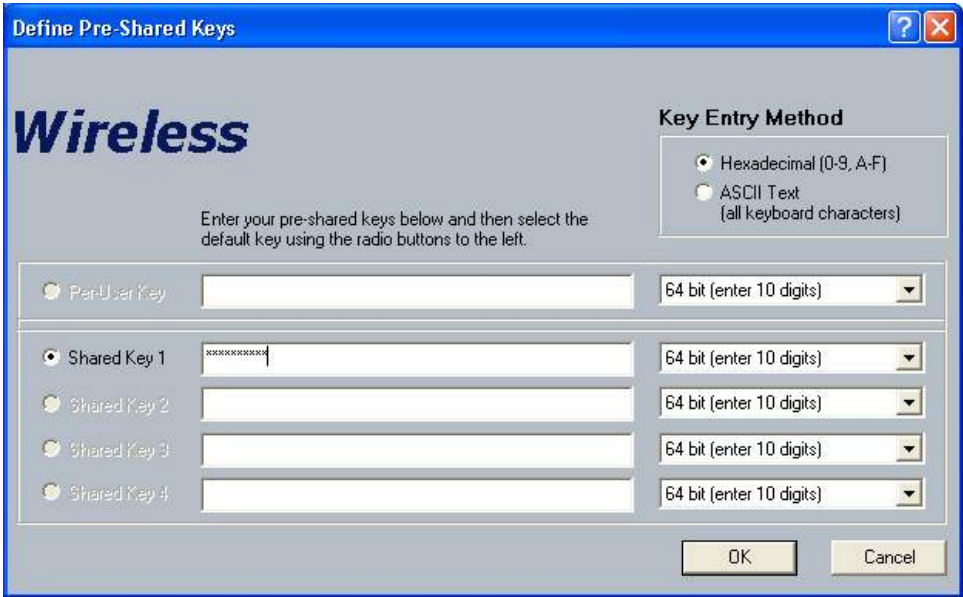 Define Pre-Shared Keys
Wireless
Key Entry Method
Hexadecimal (0-9, A-F)
ASCII Text
(all keyboard characters)
Enter your pre-shared keys below and then select the
default key using the radio buttons to the left.
Per-User Key
64 bit (enter 10 digits)
Shared Key 1
xxxxxxxxxx
64 bit (enter 10 digits)
Shared Key 2
64 bit (enter 10 digits)
Shared Key 3
64 bit (enter 10 digits)
Shared Key 4
64 bit (enter 10 digits)
OK
Cancel